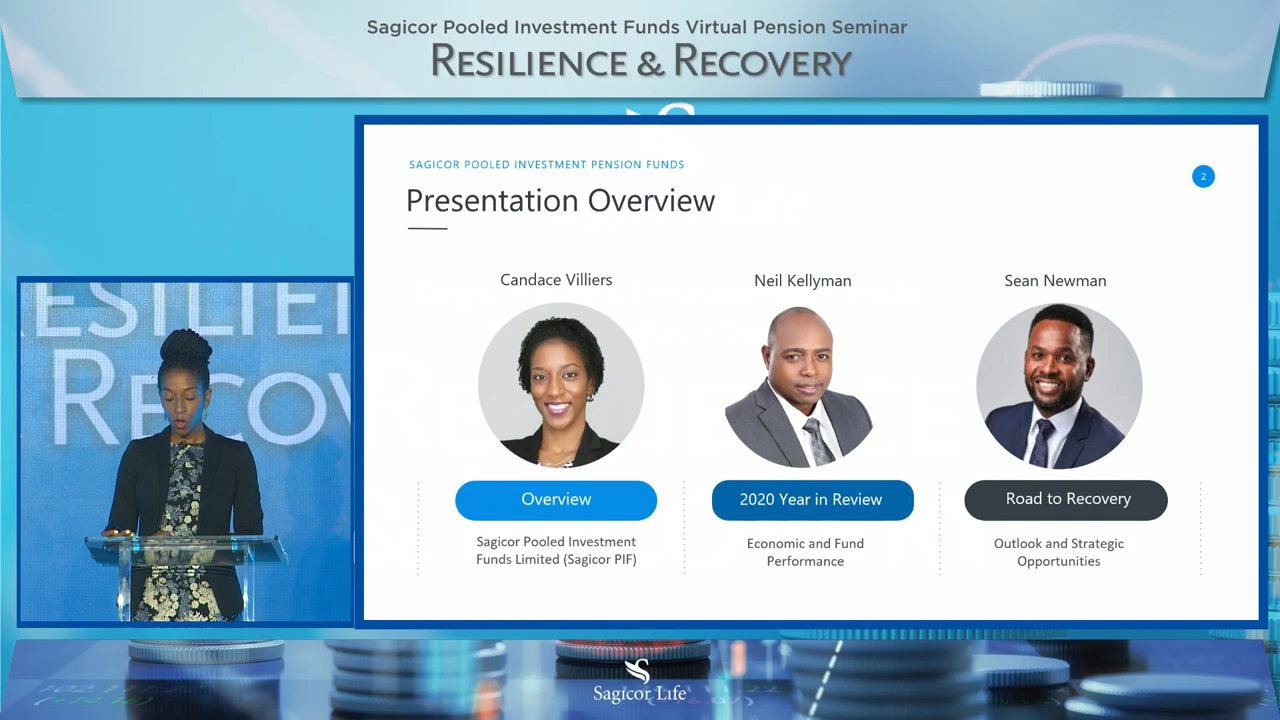 Sagicor Pooled Investment Funds Virtual Pension Seminar
RESILIENCE & RECOVERY
SAGICOR POOLED INVESTMENT PENSION FUNDS
2
Presentation Overview
Candace Villiers
Neil Kellyman
Sean Newman
Overview
2020 Year in Review
Road to Recovery
Sagicor Pooled Investment
Funds Limited (Sagicor PIF)
Economic and Fund
Performance
Outlook and Strategic
Opportunities
ESILIEN
RECOV
Sagicor Life